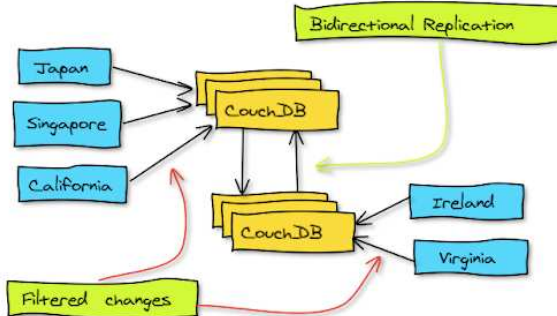 Bidirectional Replication
Japan
Singapore
California
CouchDB
CouchDB
Ireland
Virginia
Filtered changes